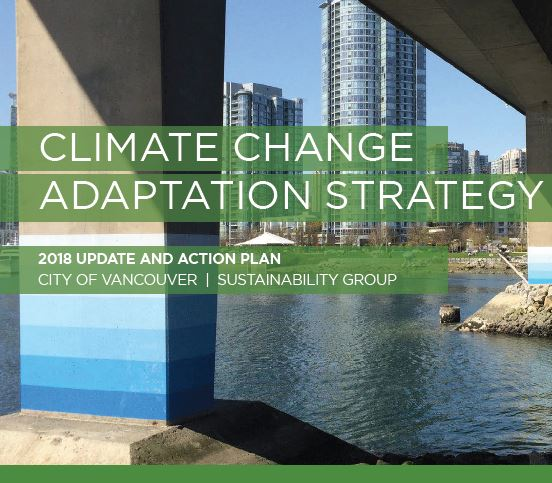 CLIMATE CHANGE
ADAPTATION STRATEGY
2018 UPDATE AND ACTION PLAN
CITY OF VANCOUVER | SUSTAINABILITY GROUP